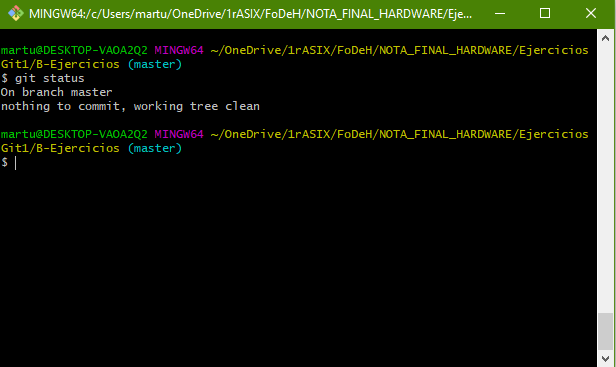 MINGW64:/c/Users/martu/OneDrive/1rASIX/FoDeH/NOTA_FINAL_HARDWARE/Eje...
martu@DESKTOP-VAOA2Q2 MINGW64 ~/OneDrive/1rASIX/FoDeH/NOTA_FINAL_HARDWARE/Ejercicios
Git1/B-Ejercicios (master)
$ git status
On branch master
nothing to commit, working tree clean
martu@DESKTOP-VAOA2Q2 MINGW64 ~/OneDrive/1rASIX/FoDeH/NOTA_FINAL_HARDWARE/Ejercicios
Git1/B-Ejercicios (master)
$